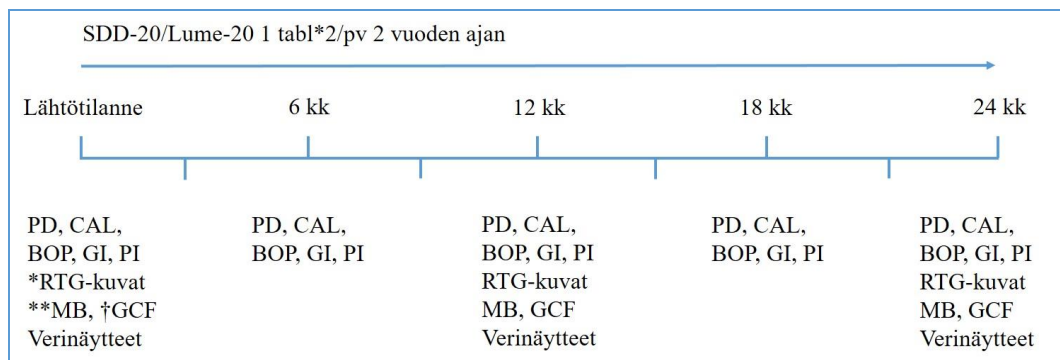 SDD-20/Lume-20 1 tabl*2/pv 2 vuoden ajan
Lähtötilanne 6 kk 12 kk 18 kk 24 kk
PD, CAL,
BOP, GI, PI
*RTG-kuvat
**MB, †GCF
Verinäytteet
PD, CAL,
BOP, GI, PI
PD, CAL,
BOP, GI, PI
RTG-kuvat
MB, GCF
Verinäytteet
PD, CAL,
BOP, GI, PI
PD, CAL,
BOP, GI, PI
RTG-kuvat
MB, GCF
Verinäytteet